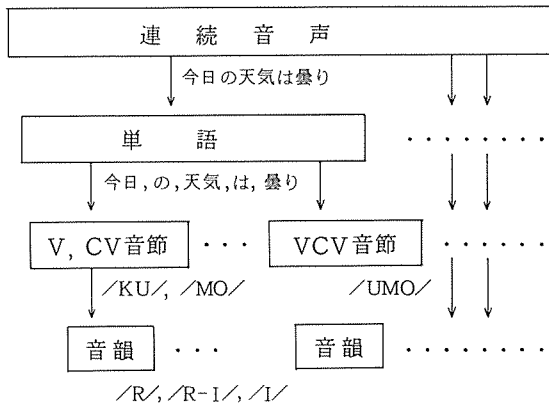 連続音声
今日の天気は曇り
単語
・・・・・・・・
今日,の,天気,は,曇り
V, CV音節 ・・・ VCV音節 ・・・・・・・・
/KU/, /MO/ /UMO/
音韻 ・・・ 音韻 ・・・・・・・・
/R/, /R-I/, /I/